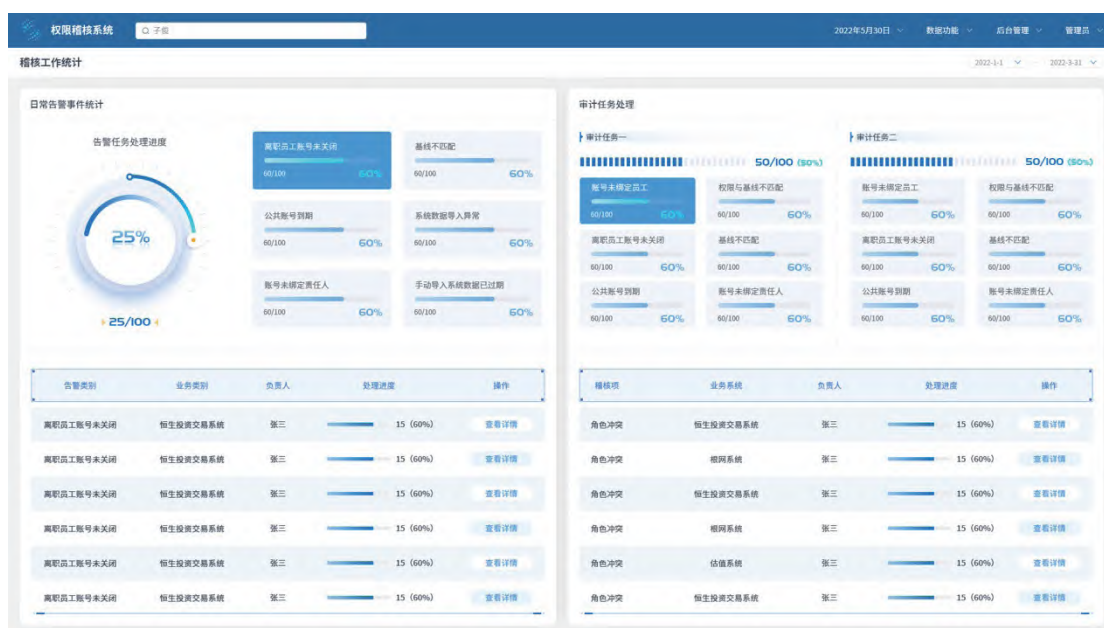 权限稽核系统 子组 2022年5月30日 数据功能 后台管理 管理员
稽核工作统计 2022-1-1 2022-3-31
日常告警事件统计
告警任务处理进度
25%
25/100
离职员工账号未关闭
60/100 60%
基线不匹配
60/100 60%
公共账号到期
60/100 60%
系统数据导入异常
60/100 60%
账号未绑定责任人
60/100 60%
手动导入系统数据已过期
60/100 60%
告警类别 业务类别 负责人 处理进度 操作
离职员工账号未关闭 恒生投资交易系统 张三 15（60%） 查看详情
离职员工账号未关闭 恒生投资交易系统 张三 15（60%） 查看详情
离职员工账号未关闭 恒生投资交易系统 张三 15（60%） 查看详情
离职员工账号未关闭 恒生投资交易系统 张三 15（60%） 查看详情
离职员工账号未关闭 恒生投资交易系统 张三 15（60%） 查看详情
离职员工账号未关闭 恒生投资交易系统 张三 15（60%） 查看详情
审计任务处理
审计任务一
50/100 (50%)
账号未绑定员工
60/100 60%
权限与基线不匹配
60/100 60%
离职员工账号未关闭
60/100 60%
基线不匹配
60/100 60%
公共账号到期
60/100 60%
账号未绑定责任人
60/100 60%
审计任务二
50/100 (50%)
账号未绑定员工
60/100 60%
权限与基线不匹配
60/100 60%
离职员工账号未关闭
60/100 60%
基线不匹配
60/100 60%
公共账号到期
60/100 60%
账号未绑定责任人
60/100 60%
稽核项 业务系统 负责人 处理进度 操作
角色冲突 恒生投资交易系统 张三 15（60%） 查看详情
角色冲突 根网系统 张三 15（60%） 查看详情
角色冲突 恒生投资交易系统 张三 15（60%） 查看详情
角色冲突 根网系统 张三 15（60%） 查看详情
角色冲突 估值系统 张三 15（60%） 查看详情
角色冲突 恒生投资交易系统 张三 15（60%） 查看详情